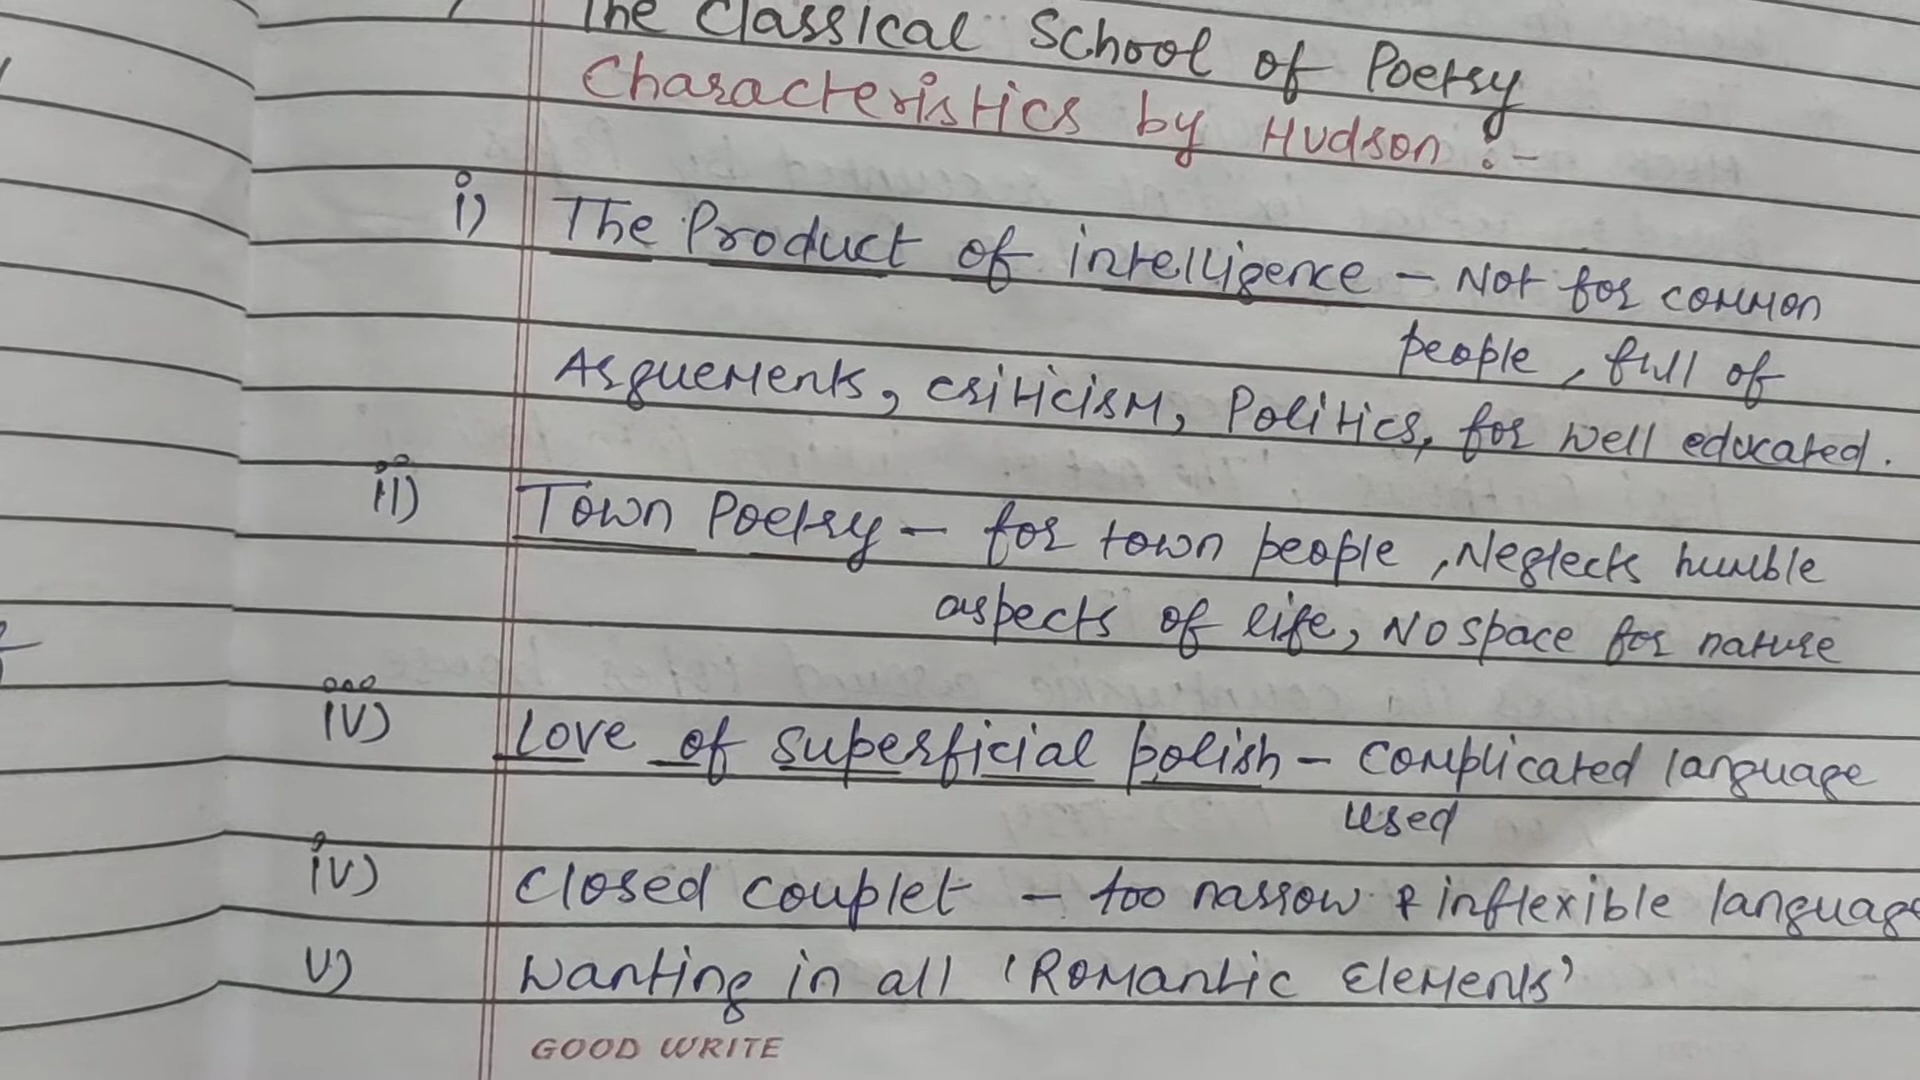 The Classical School of Poetry
Characteristics by Hudson :-
i) The Product of intelligence - Not for common
people, full of
Arguements, criticism, Politics, for well educated.
ii) Town Poetry - for town people, Neglects humble
aspects of life, No space for nature
iv) Love of superficial polish - complicated language
used
iv) Closed couplet - too narrow & inflexible language
v) Wanting in all 'Romantic Elements'
GOOD WRITE